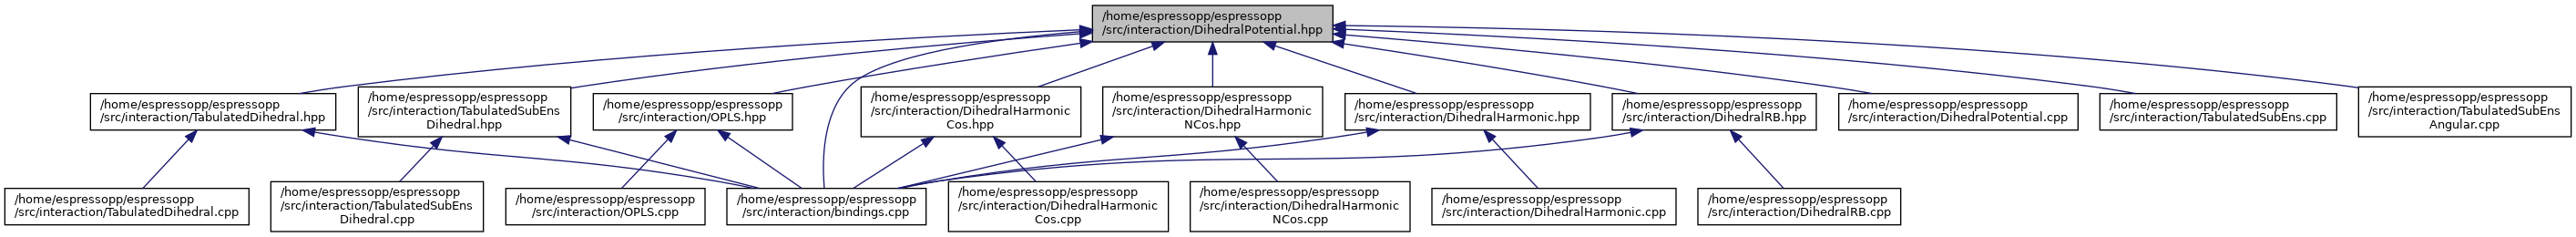 /home/espressopp/espressopp
/src/interaction/DihedralPotential.hpp
/home/espressopp/espressopp
/src/interaction/TabulatedDihedral.hpp
/home/espressopp/espressopp
/src/interaction/TabulatedSubEns
Dihedral.hpp
/home/espressopp/espressopp
/src/interaction/OPLS.hpp
/home/espressopp/espressopp
/src/interaction/DihedralHarmonic
Cos.hpp
/home/espressopp/espressopp
/src/interaction/DihedralHarmonic
NCos.hpp
/home/espressopp/espressopp
/src/interaction/DihedralHarmonic.hpp
/home/espressopp/espressopp
/src/interaction/DihedralRB.hpp
/home/espressopp/espressopp
/src/interaction/DihedralPotential.cpp
/home/espressopp/espressopp
/src/interaction/TabulatedSubEns.cpp
/home/espressopp/espressopp
/src/interaction/TabulatedSubEns
Angular.cpp
/home/espressopp/espressopp
/src/interaction/TabulatedDihedral.cpp
/home/espressopp/espressopp
/src/interaction/TabulatedSubEns
Dihedral.cpp
/home/espressopp/espressopp
/src/interaction/OPLS.cpp
/home/espressopp/espressopp
/src/interaction/bindings.cpp
/home/espressopp/espressopp
/src/interaction/DihedralHarmonic
Cos.cpp
/home/espressopp/espressopp
/src/interaction/DihedralHarmonic
NCos.cpp
/home/espressopp/espressopp
/src/interaction/DihedralHarmonic.cpp
/home/espressopp/espressopp
/src/interaction/DihedralRB.cpp